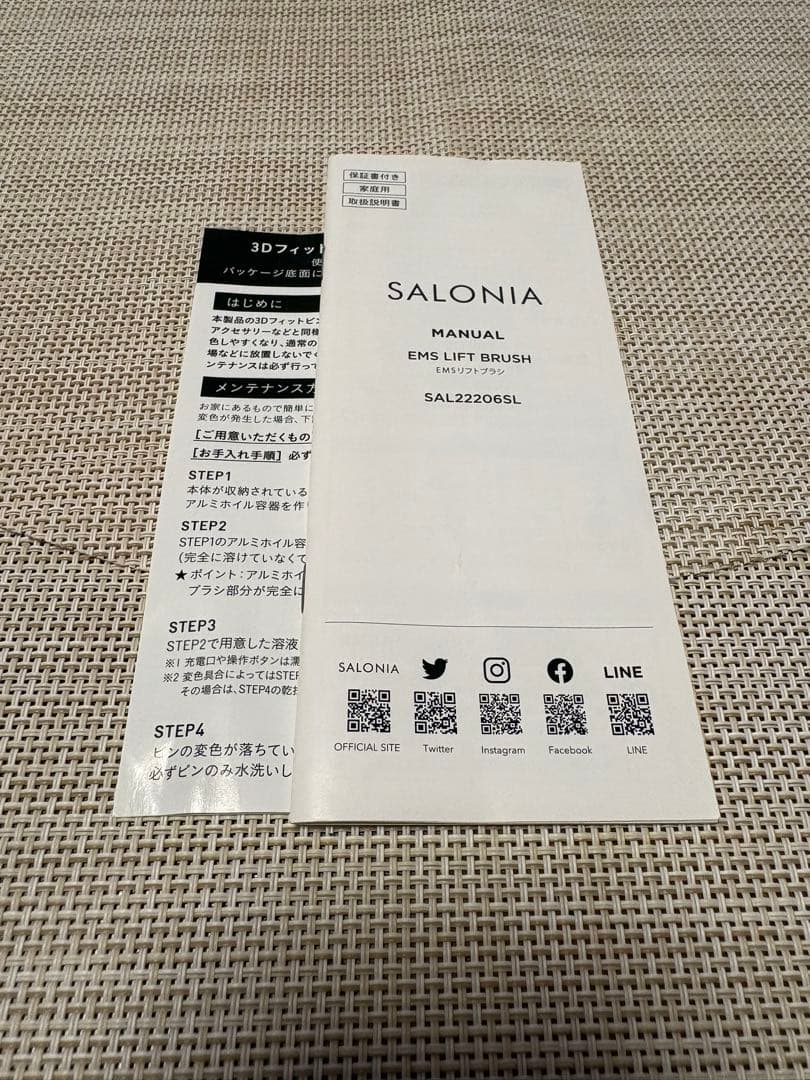 保証書付き
家庭用
取扱説明書
SALONIA
MANUAL
EMS LIFT BRUSH
EMSリフトブラシ
SAL22206SL
SALONIA
LINE
OFFICIAL SITE
Twitter
Instagram
Facebook
LINE
3Dフィット
使
パッケージ底面に
はじめに
本製品の3Dフィットピン
アクセサリーなどと同様
色しやすくなり、通常の
場などに放置しないでく
ンテナンスは必ず行って
メンテナンス方
お家にあるもので簡単に
変色が発生した場合、下
[ご用意いただくもの
[お手入れ手順] 必ず
STEP1
本体が収納されている
アルミホイル容器を作り
STEP2
STEP1のアルミホイル容
(完全に溶けていなくて
★ポイント:アルミホイ
ブラシ部分が完全に
STEP3
STEP2で用意した溶液
※1 充電口や操作ボタンは濡
※2 変色具合によってはSTEP
その場合は、STEP4の乾
STEP4
ピンの変色が落ちてい
必ずピンのみ水洗いし